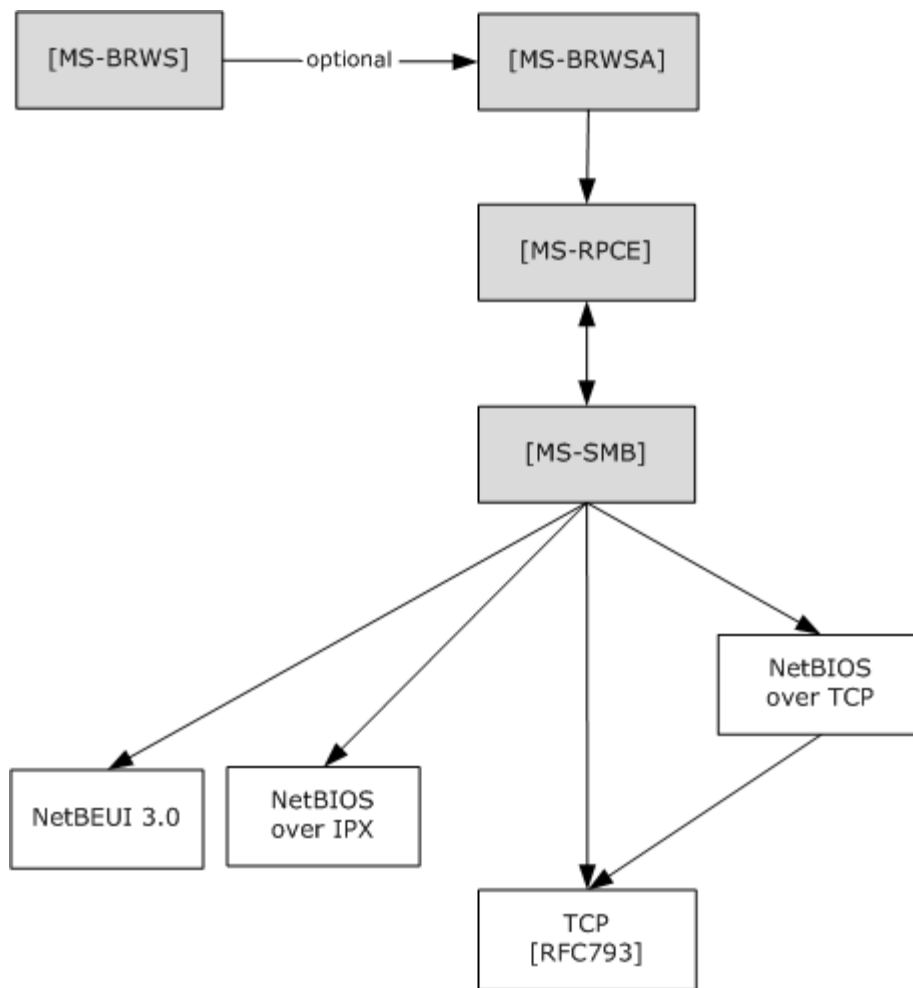 [MS-BRWS]
optional
[MS-BRWSA]
[MS-RPCE]
[MS-SMB]
NetBIOS
over TCP
NetBEUI 3.0
NetBIOS
over IPX
TCP
[RFC793]